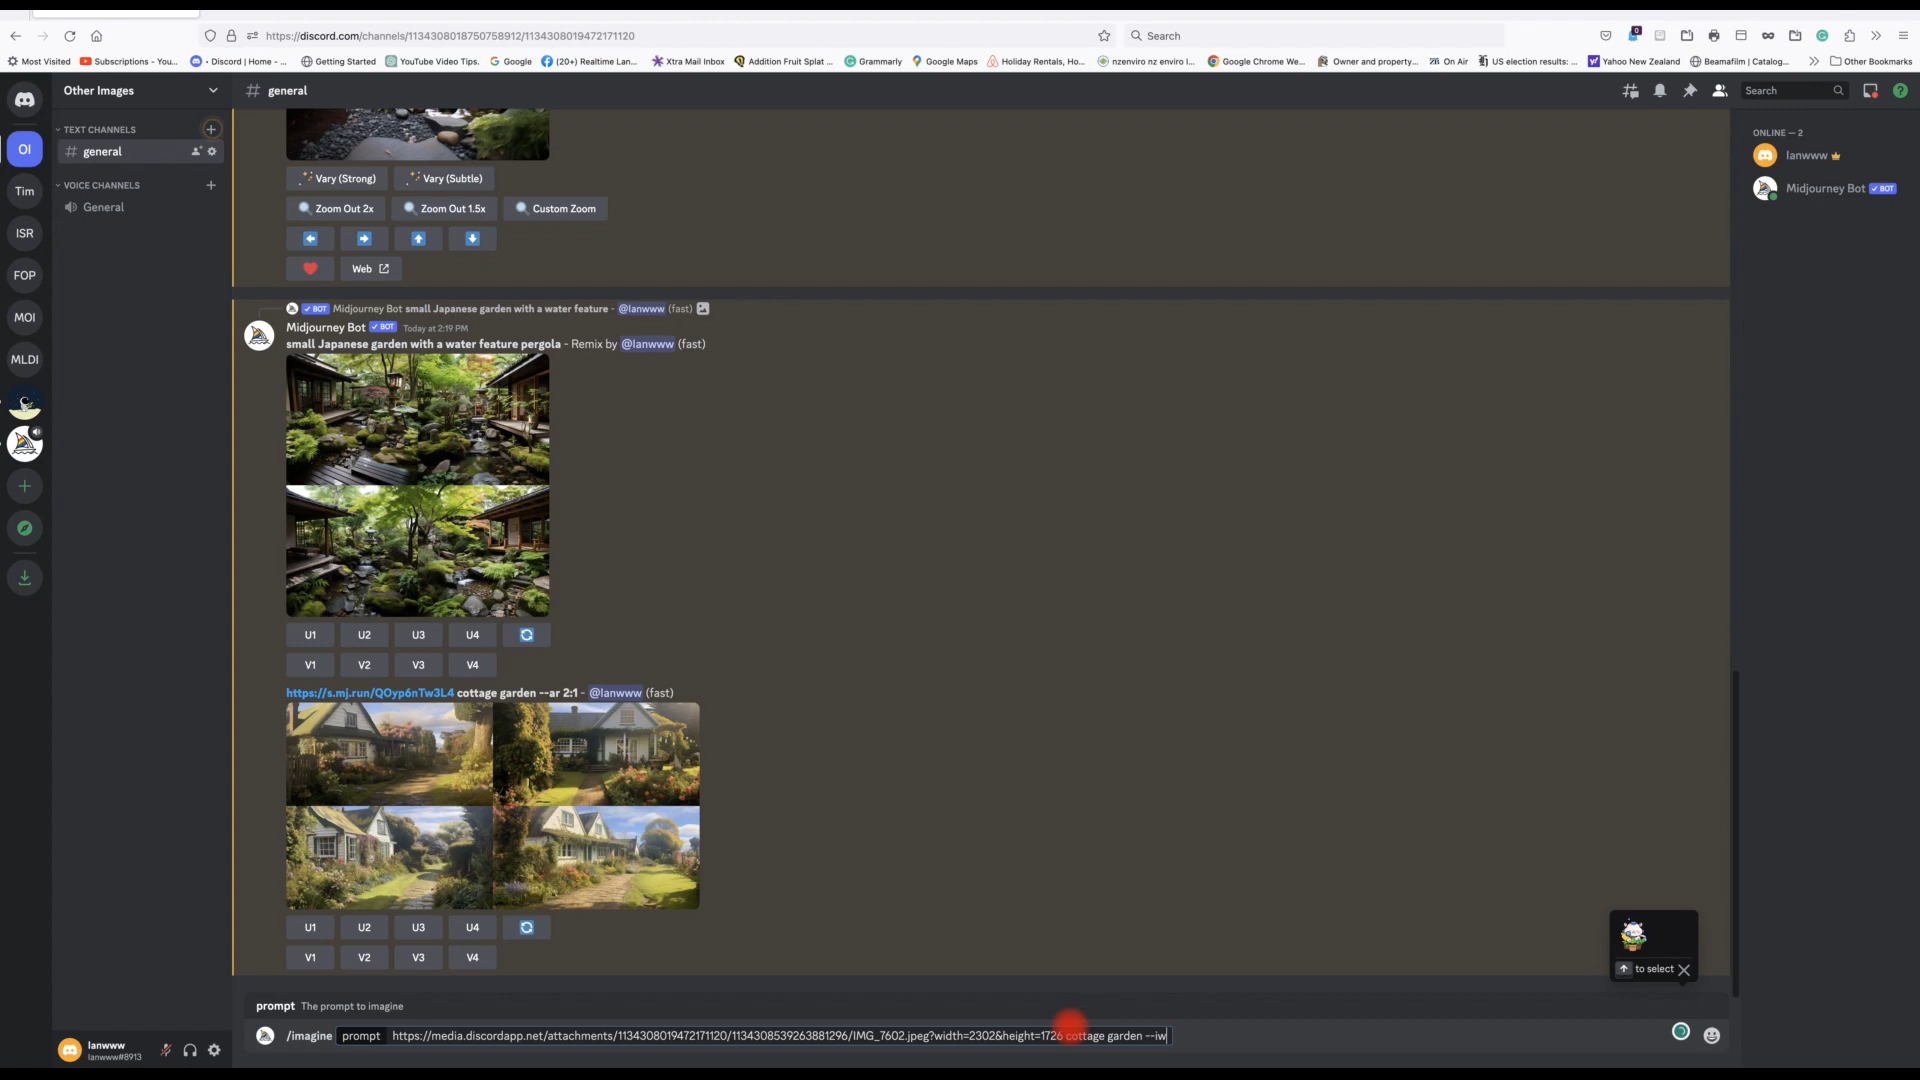 https://discord.com/channels/1134308018750758912/1134308019472171120
Search
0
Most Visited
Subscriptions - You...
• Discord | Home - ...
Getting Started
YouTube Video Tips.
Google
(20+) Realtime Lan...
Xtra Mail Inbox
Addition Fruit Splat ...
Grammarly
Google Maps
Holiday Rentals, Ho...
nzenviro nz enviro l...
Google Chrome We...
Owner and property...
On Air
US election results: ...
Yahoo New Zealand
Beamafilm | Catalog...
Other Bookmarks
Other Images
# general
Search
TEXT CHANNELS
# general
VOICE CHANNELS
General
OI
Tim
ISR
FOP
MOI
MLDI
ONLINE — 2
Ianwww
Midjourney Bot ✓ BOT
Vary (Strong)
Vary (Subtle)
Zoom Out 2x
Zoom Out 1.5x
Custom Zoom
Web
✓ BOT Midjourney Bot small Japanese garden with a water feature - @Ianwww (fast)
Midjourney Bot ✓ BOT Today at 2:19 PM
small Japanese garden with a water feature pergola - Remix by @Ianwww (fast)
U1
U2
U3
U4
V1
V2
V3
V4
https://s.mj.run/QOyp6nTw3L4 cottage garden --ar 2:1 - @Ianwww (fast)
U1
U2
U3
U4
V1
V2
V3
V4
to select
prompt The prompt to imagine
/imagine prompt https://media.discordapp.net/attachments/1134308019472171120/1134308539263881296/IMG_7602.jpeg?width=2302&height=1726 cottage garden --iw
Ianwww
Ianwww#8913